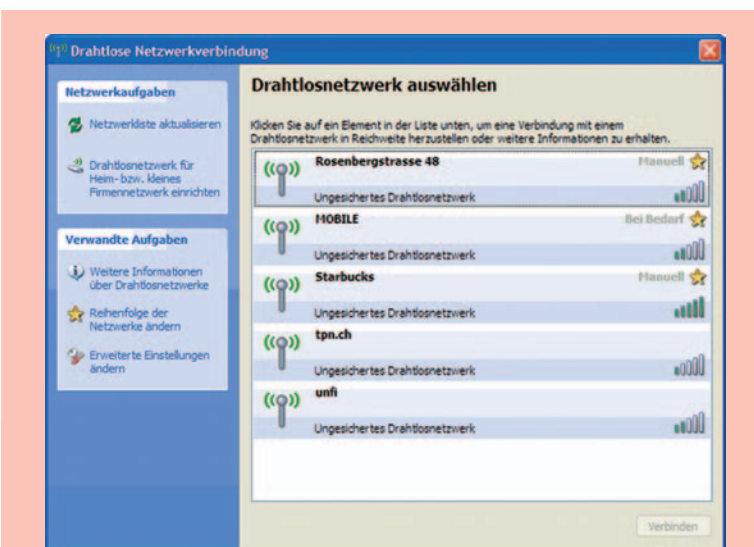 Drahtlose Netzwerkverbindung
Netzwerkaufgaben
Netzwerkliste aktualisieren
Drahtlosnetzwerk für
Heim- bzw. kleines
Firmennetzwerk einrichten
Verwandte Aufgaben
Weitere Informationen
über Drahtlosnetzwerke
Reihenfolge der
Netzwerke ändern
Erweiterte Einstellungen
ändern
Drahtlosnetzwerk auswählen
Klicken Sie auf ein Element in der Liste unten, um eine Verbindung mit einem
Drahtlosnetzwerk in Reichweite herzustellen oder weitere Informationen zu erhalten.
Rosenbergstrasse 48 Manuell
Ungesichertes Drahtlosnetzwerk
MOBILE Bei Bedarf
Ungesichertes Drahtlosnetzwerk
Starbucks Manuell
Ungesichertes Drahtlosnetzwerk
tpn.ch
Ungesichertes Drahtlosnetzwerk
unfi
Ungesichertes Drahtlosnetzwerk
Verbinden